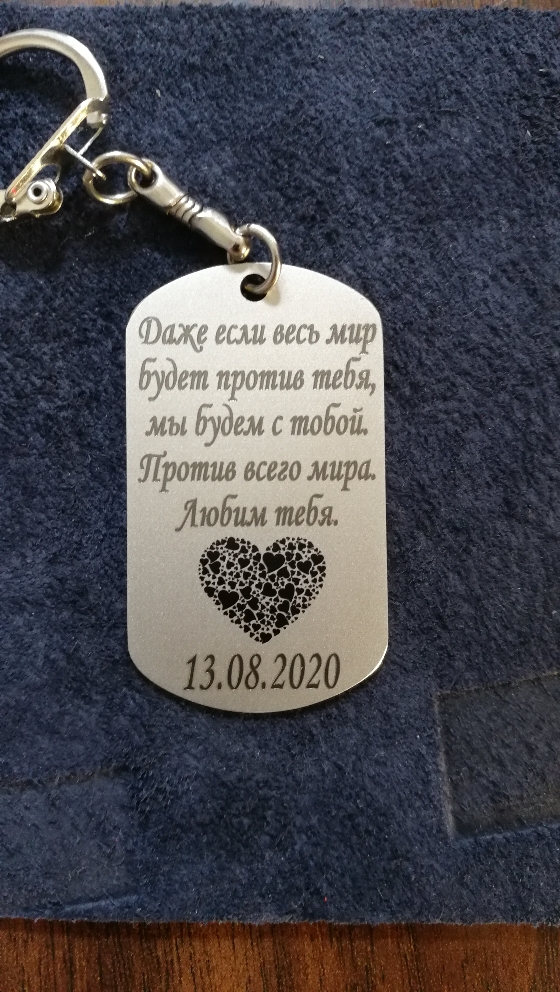 Даже если весь мир
будет против тебя,
мы будем с тобой.
Против всего мира.
Любим тебя.
13.08.2020